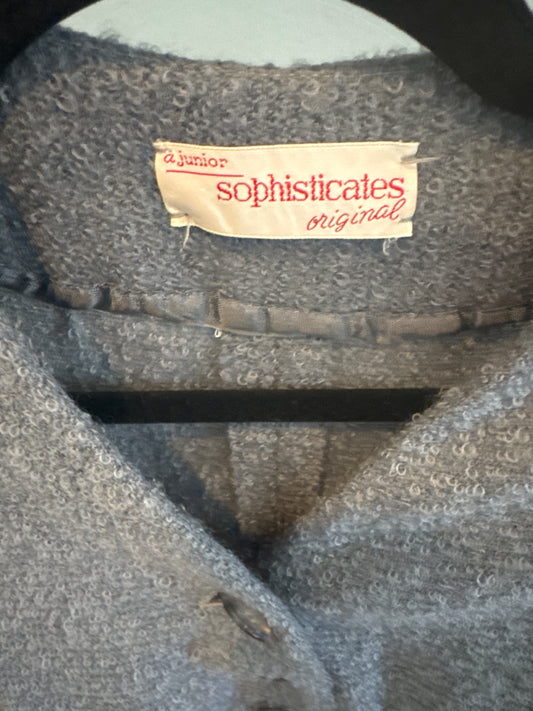 a junior
sophisticates
original